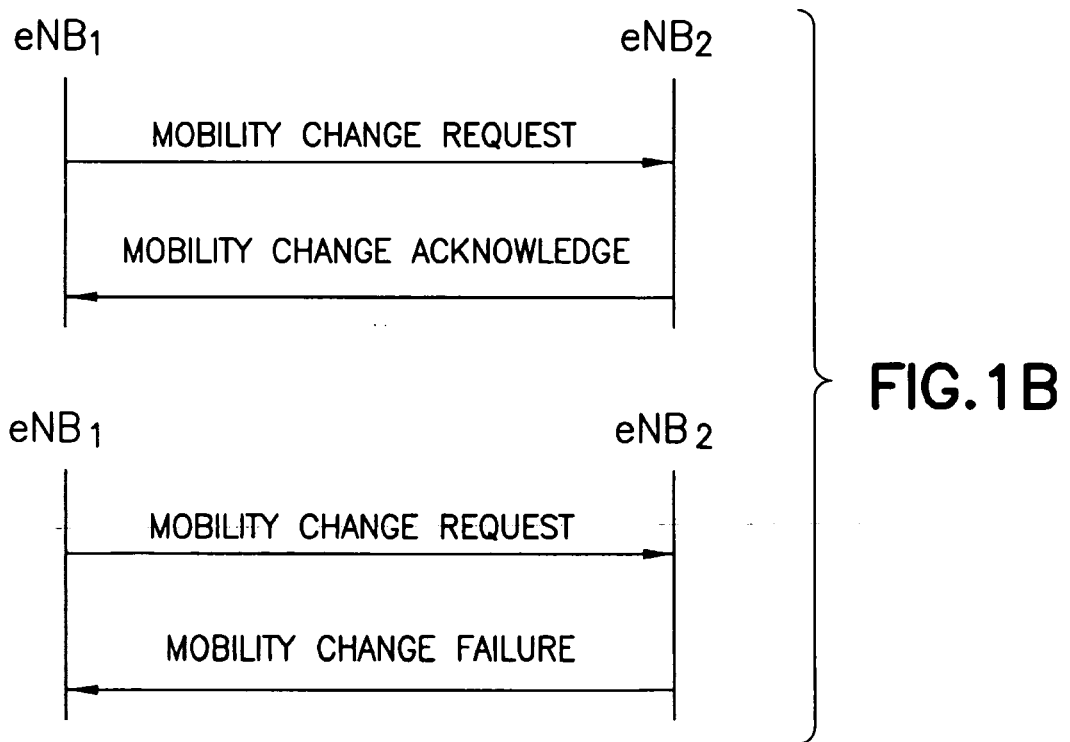 eNB1 eNB2
MOBILITY CHANGE REQUEST
MOBILITY CHANGE ACKNOWLEDGE
FIG.1B
eNB1 eNB2
MOBILITY CHANGE REQUEST
MOBILITY CHANGE FAILURE